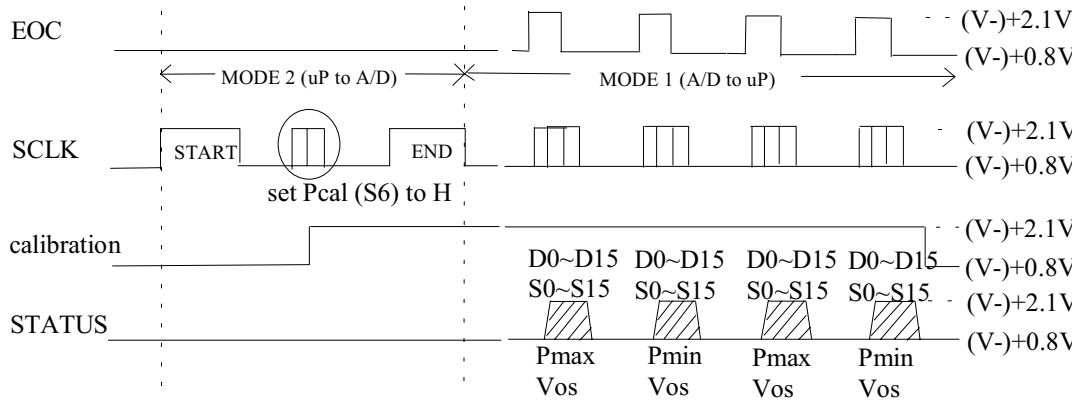 EOC
(V-)+2.1V
(V-)+0.8V
MODE 2 (uP to A/D)
MODE 1 (A/D to uP)
SCLK
START
END
(V-)+2.1V
(V-)+0.8V
set Pcal (S6) to H
calibration
(V-)+2.1V
(V-)+0.8V
D0~D15 D0~D15 D0~D15 D0~D15
S0~S15 S0~S15 S0~S15 S0~S15
STATUS
(V-)+2.1V
(V-)+0.8V
Pmax Pmin Pmax Pmin
Vos Vos Vos Vos